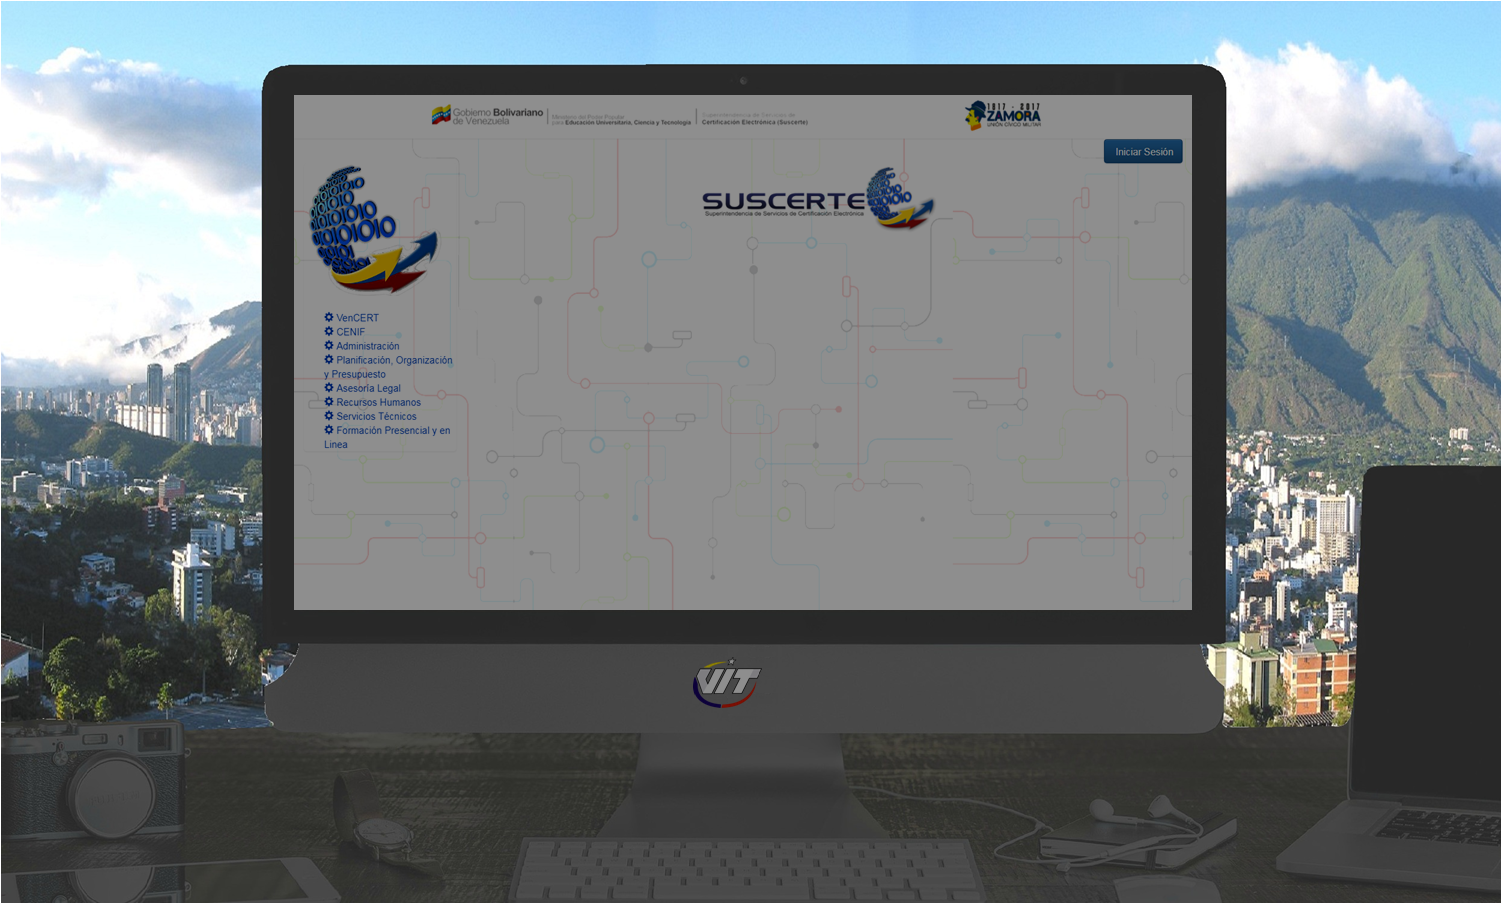 Gobierno Bolivariano
de Venezuela
Ministerio del Poder Popular
para Educación Universitaria, Ciencia y Tecnología
Superintendencia de Servicios de
Certificación Electrónica (Suscerte)
1817 - 2017
ZAMORA
UNIÓN CÍVICO MILITAR
Iniciar Sesión
SUSCERTE
Superintendencia de Servicios de Certificación Electrónica
VenCERT
CENIF
Administración
Planificación, Organización
y Presupuesto
Asesoría Legal
Recursos Humanos
Servicios Técnicos
Formación Presencial y en
Linea
VIT